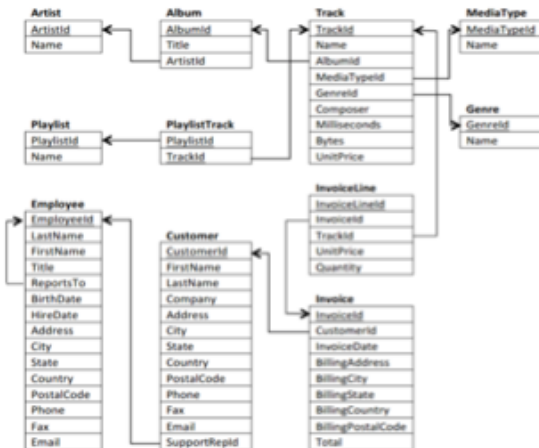 Artist
ArtistId
Name
Album
AlbumId
Title
ArtistId
Track
TrackId
Name
AlbumId
MediaTypeId
GenreId
Composer
Milliseconds
Bytes
UnitPrice
MediaType
MediaTypeId
Name
Genre
GenreId
Name
Playlist
PlaylistId
Name
PlaylistTrack
PlaylistId
TrackId
Employee
EmployeeId
LastName
FirstName
Title
ReportsTo
BirthDate
HireDate
Address
City
State
Country
PostalCode
Phone
Fax
Email
Customer
CustomerId
FirstName
LastName
Company
Address
City
State
Country
PostalCode
Phone
Fax
Email
SupportRepId
InvoiceLine
InvoiceLineId
InvoiceId
TrackId
UnitPrice
Quantity
Invoice
InvoiceId
CustomerId
InvoiceDate
BillingAddress
BillingCity
BillingState
BillingCountry
BillingPostalCode
Total